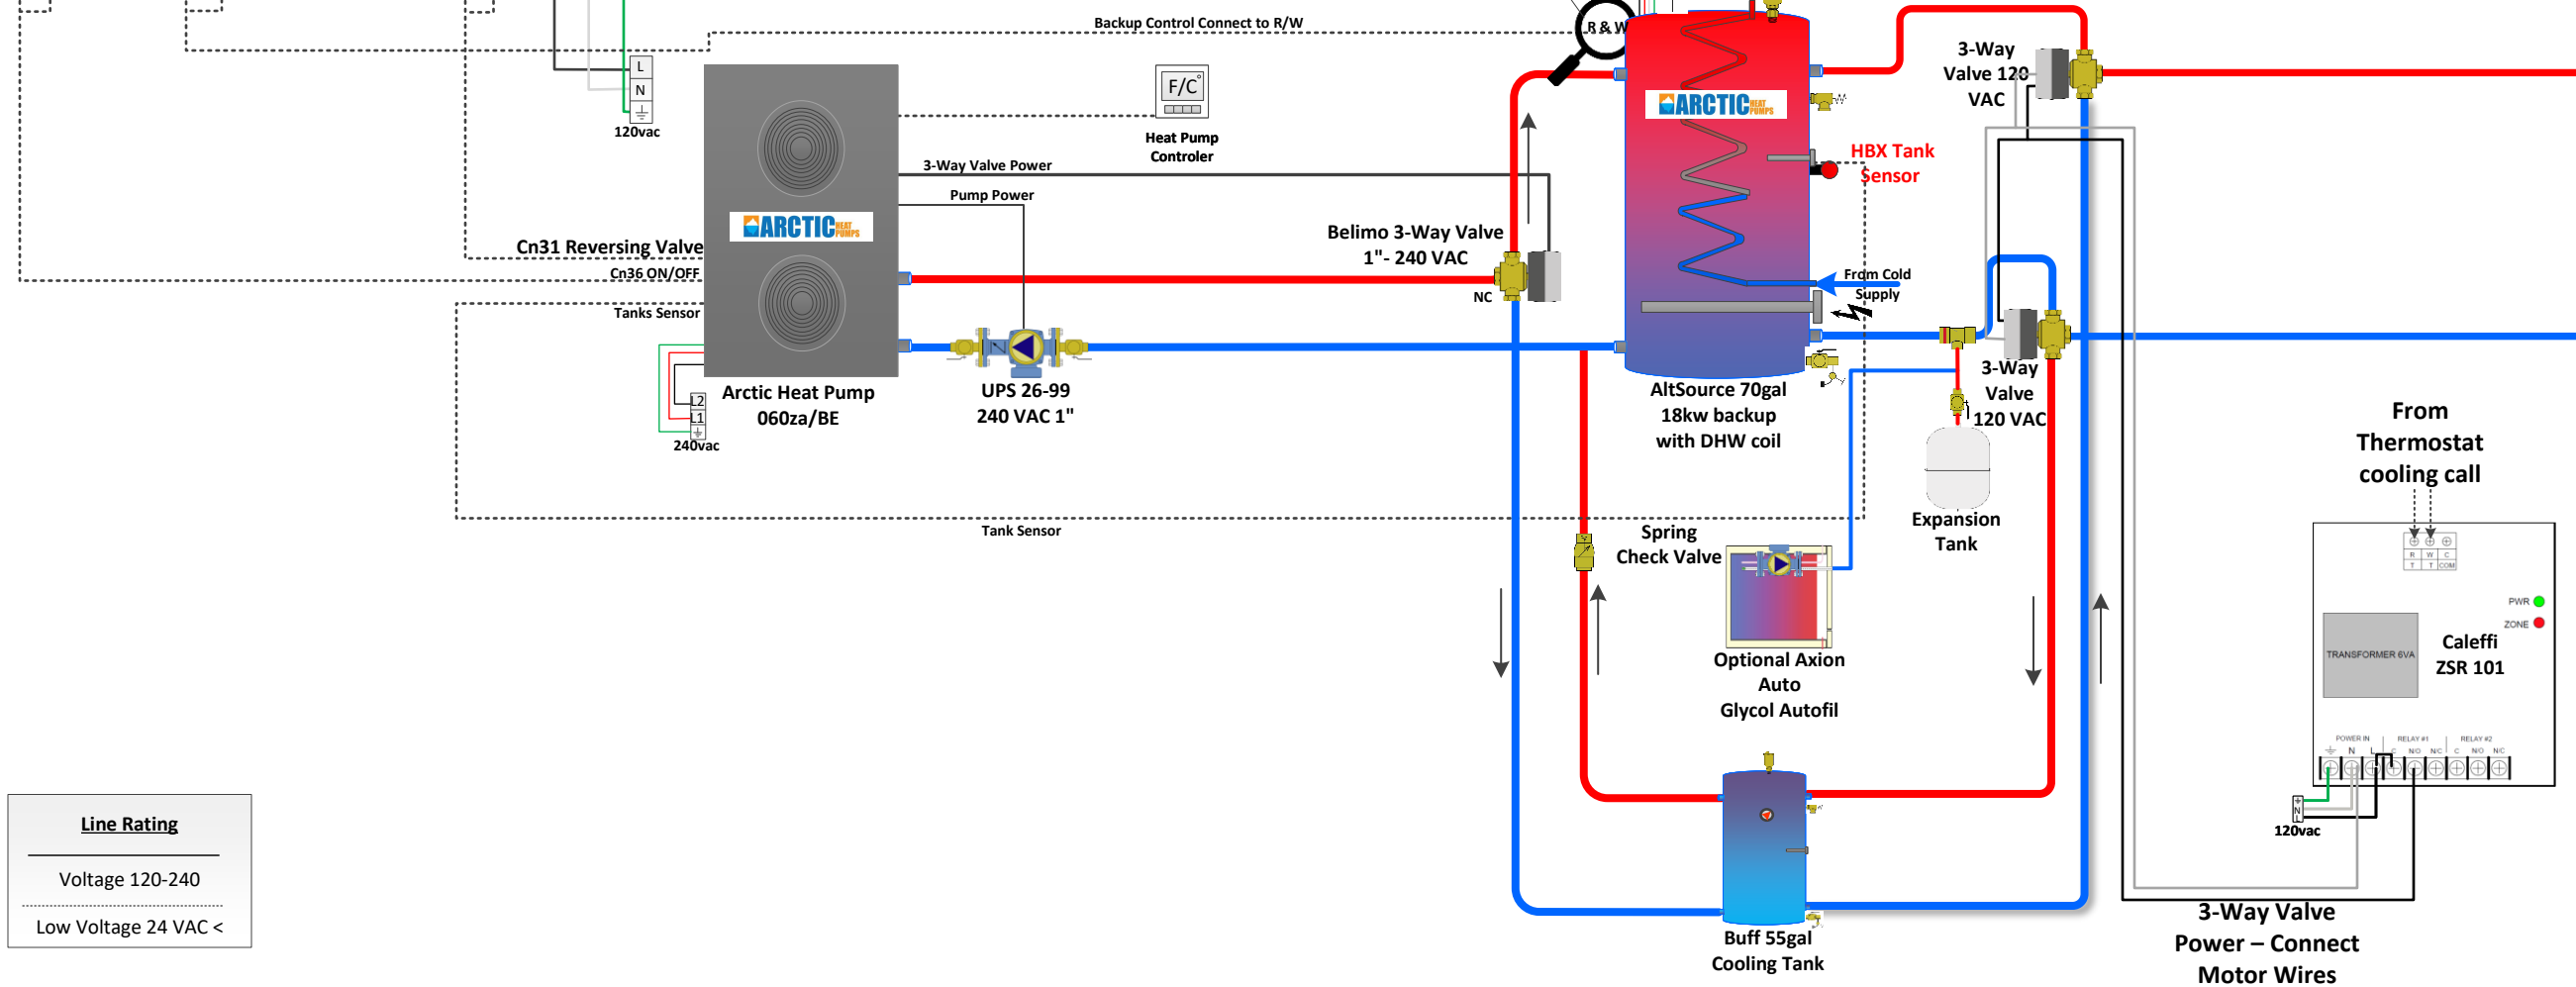 Backup Control Connect to R/W
R & W
L
N
120vac
F/C°
Heat Pump
Controler
3-Way Valve Power
Pump Power
ARCTIC HEAT PUMPS
Cn31 Reversing Valve
Cn36 ON/OFF
Tanks Sensor
L2
L1
240vac
Arctic Heat Pump
060za/BE
UPS 26-99
240 VAC 1"
Belimo 3-Way Valve
1"- 240 VAC
NC
ARCTIC HEAT PUMPS
HBX Tank
Sensor
From Cold
Supply
AltSource 70gal
18kw backup
with DHW coil
3-Way
Valve 120
VAC
3-Way
Valve
120 VAC
Expansion
Tank
Tank Sensor
Spring
Check Valve
Optional Axion
Auto
Glycol Autofil
Buff 55gal
Cooling Tank
From
Thermostat
cooling call
R W C
T T COM
PWR
ZONE
TRANSFORMER 6VA
Caleffi
ZSR 101
POWER IN RELAY #1 RELAY #2
N L C N/O N/C C N/O N/C
N
L
120vac
3-Way Valve
Power – Connect
Motor Wires
Line Rating
Voltage 120-240
Low Voltage 24 VAC <